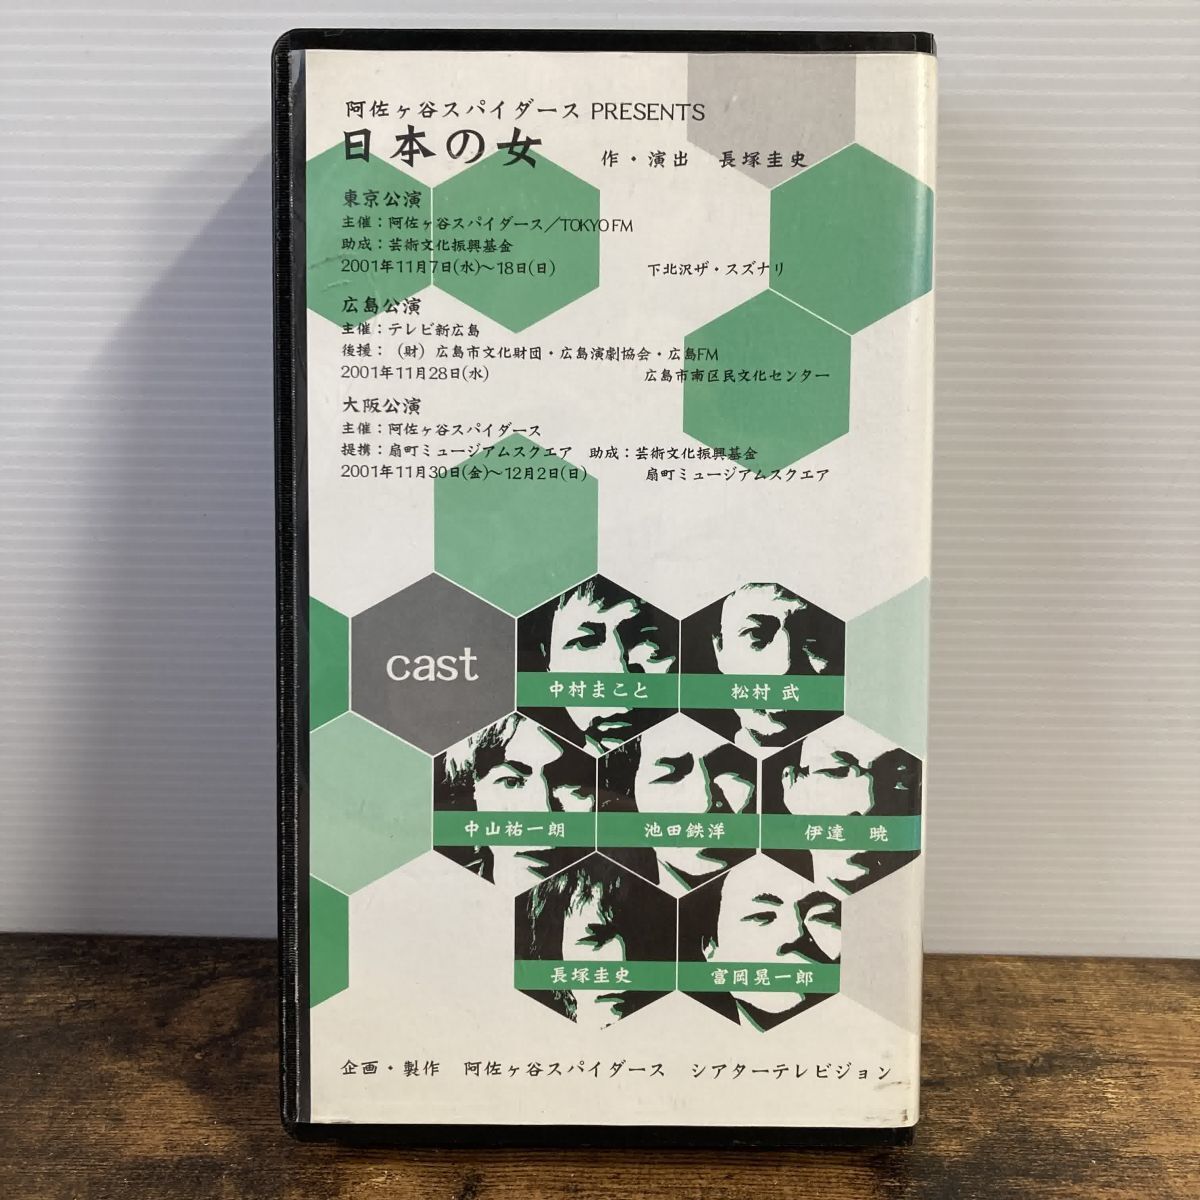 阿佐ヶ谷スパイダース PRESENTS
日本の女 作・演出 長塚圭史
東京公演
主催：阿佐ヶ谷スパイダース／TOKYO FM
助成：芸術文化振興基金
2001年11月7日(水)〜18日(日) 下北沢ザ・スズナリ
広島公演
主催：テレビ新広島
後援：（財）広島市文化財団・広島演劇協会・広島FM
2001年11月28日(水) 広島市南区民文化センター
大阪公演
主催：阿佐ヶ谷スパイダース
提携：扇町ミュージアムスクエア 助成：芸術文化振興基金
2001年11月30日(金)〜12月2日(日) 扇町ミュージアムスクエア
cast
中村まこと 松村 武
中山祐一朗 池田鉄洋 伊達 暁
長塚圭史 富岡晃一郎
企画・製作 阿佐ヶ谷スパイダース シアターテレビジョン